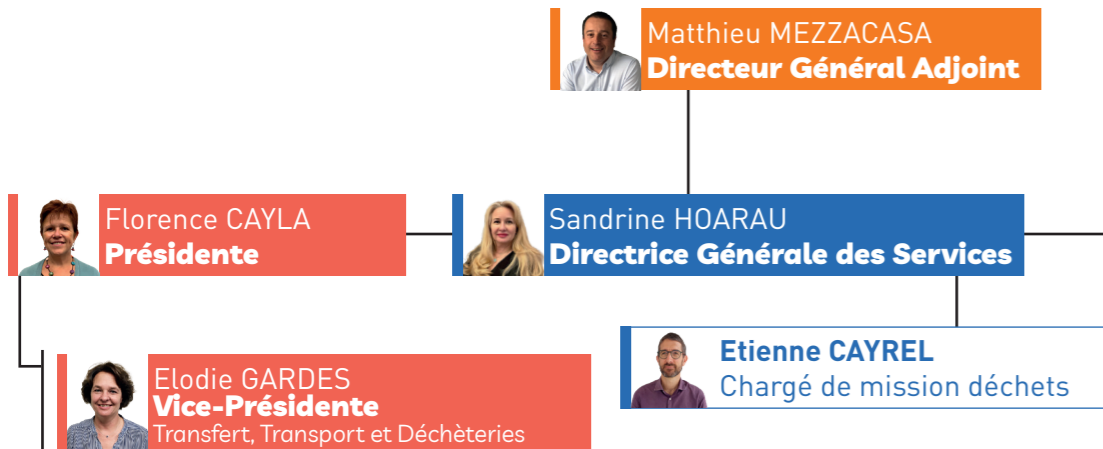 Matthieu MEZZACASA
Directeur Général Adjoint
Florence CAYLA
Présidente
Sandrine HOARAU
Directrice Générale des Services
Etienne CAYREL
Chargé de mission déchets
Elodie GARDES
Vice-Présidente
Transfert, Transport et Déchèteries